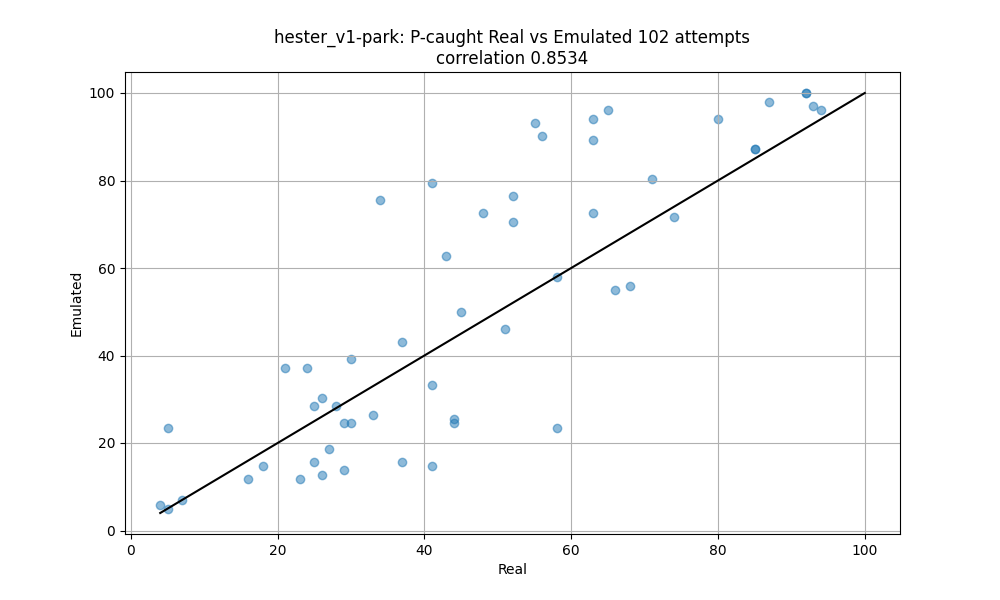 hester_v1-park: P-caught Real vs Emulated 102 attempts
correlation 0.8534
100
80
60
40
20
0
Emulated
0 20 40 60 80 100
Real